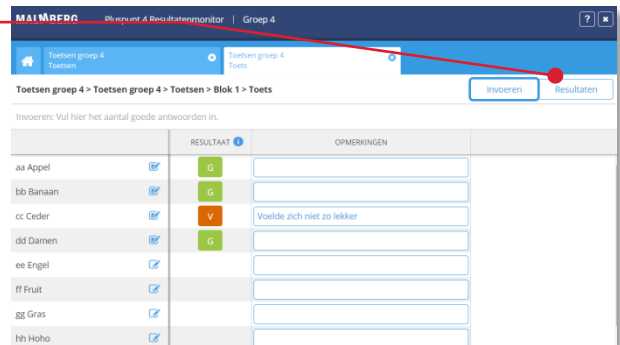 MALMBERG Pluspunt 4 Resultatenmonitor | Groep 4 ? ×
Toetsen groep 4
Toetsen
Toetsen groep 4
Toets
Toetsen groep 4 > Toetsen groep 4 > Toetsen > Blok 1 > Toets
Invoeren Resultaten
Invoeren: Vul hier het aantal goede antwoorden in.
RESULTAAT i OPMERKINGEN
aa Appel G
bb Banaan G
cc Ceder V Voelde zich niet zo lekker
dd Damen G
ee Engel
ff Fruit
gg Gras
hh Hoho